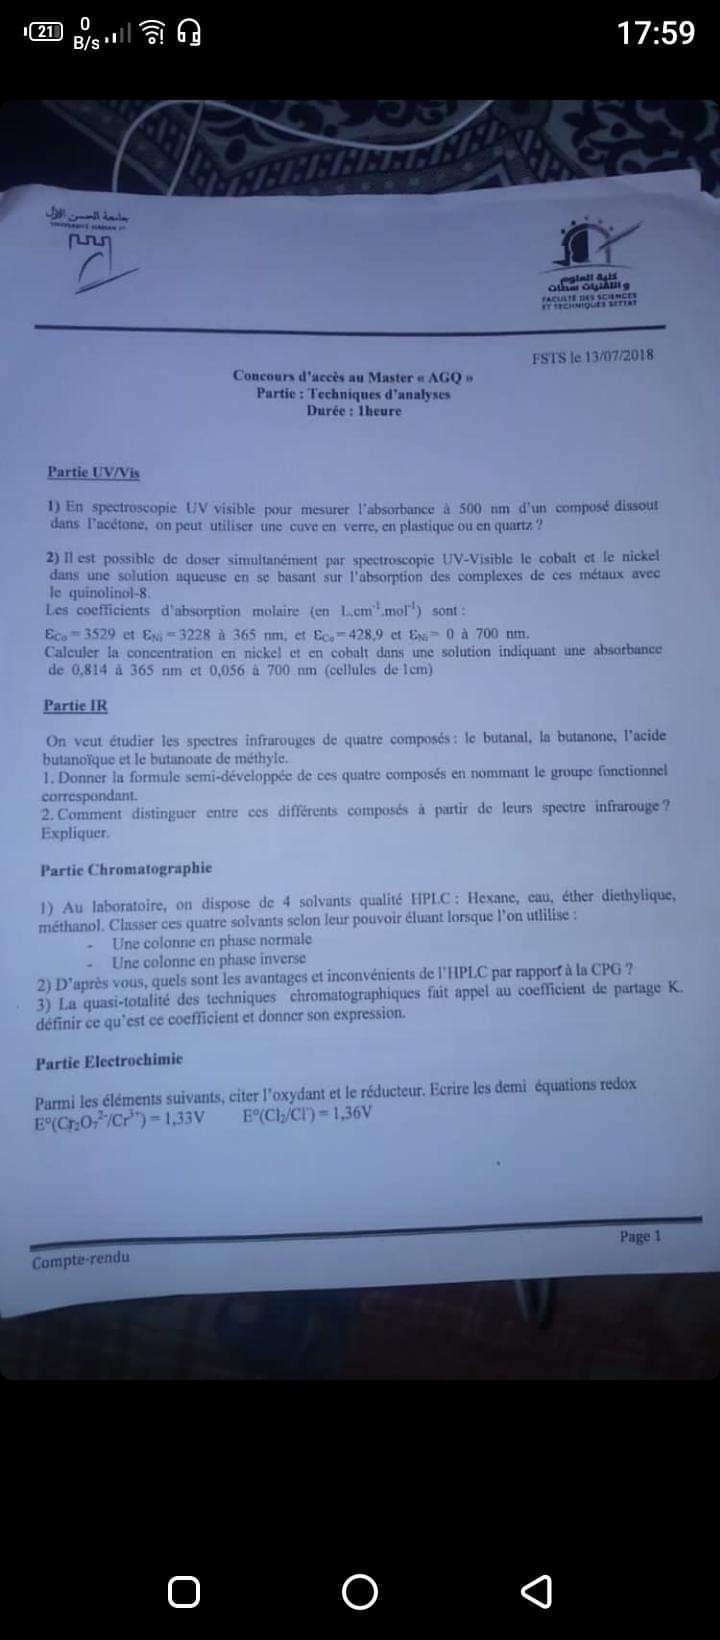 21
0
B/s
17:59
جامعة الحسن الأول
UNIVERSITÉ HASSAN 1er
كلية العلوم
و التقنيات سطات
FACULTÉ DES SCIENCES
ET TECHNIQUES SETTAT
FSTS le 13/07/2018
Concours d'accès au Master « AGQ »
Partie : Techniques d'analyses
Durée : 1heure
Partie UV/Vis
1) En spectroscopie UV visible pour mesurer l'absorbance à 500 nm d'un composé dissout
dans l'acétone, on peut utiliser une cuve en verre, en plastique ou en quartz ?
2) Il est possible de doser simultanément par spectroscopie UV-Visible le cobalt et le nickel
dans une solution aqueuse en se basant sur l'absorption des complexes de ces métaux avec
le quinolinol-8.
Les coefficients d'absorption molaire (en L.cm⁻¹.mol⁻¹) sont :
εCo = 3529 et εNi = 3228 à 365 nm, et εCo = 428,9 et εNi = 0 à 700 nm.
Calculer la concentration en nickel et en cobalt dans une solution indiquant une absorbance
de 0,814 à 365 nm et 0,056 à 700 nm (cellules de 1cm)
Partie IR
On veut étudier les spectres infrarouges de quatre composés : le butanal, la butanone, l'acide
butanoïque et le butanoate de méthyle.
1. Donner la formule semi-développée de ces quatre composés en nommant le groupe fonctionnel
correspondant.
2. Comment distinguer entre ces différents composés à partir de leurs spectre infrarouge ?
Expliquer.
Partie Chromatographie
1) Au laboratoire, on dispose de 4 solvants qualité HPLC : Hexane, eau, éther diethylique,
méthanol. Classer ces quatre solvants selon leur pouvoir éluant lorsque l'on utlilise :
- Une colonne en phase normale
- Une colonne en phase inverse
2) D'après vous, quels sont les avantages et inconvénients de l'HPLC par rapport à la CPG ?
3) La quasi-totalité des techniques chromatographiques fait appel au coefficient de partage K.
définir ce qu'est ce coefficient et donner son expression.
Partie Electrochimie
Parmi les éléments suivants, citer l'oxydant et le réducteur. Ecrire les demi équations redox
E°(Cr₂O₇²⁻/Cr³⁺) = 1,33V E°(Cl₂/Cl⁻) = 1,36V
Page 1
Compte-rendu